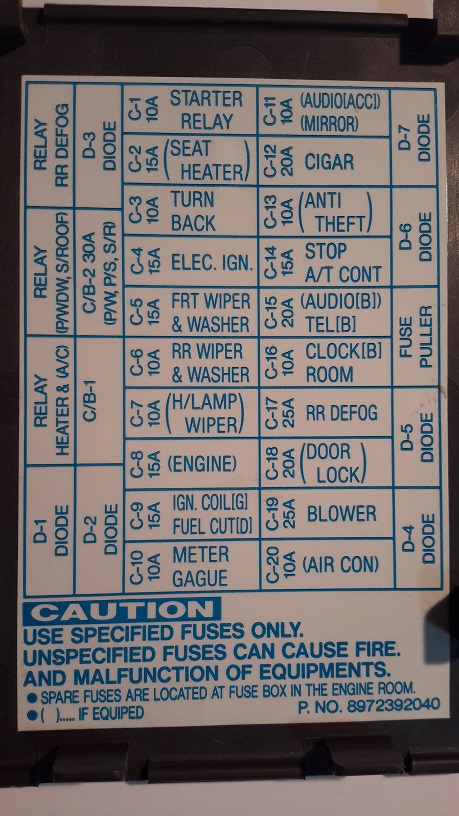 RELAY
RR DEFOG
D-3
DIODE
RELAY
(P/WDW, S/ROOF)
C/B-2 30A
(P/W, P/S, S/R)
RELAY
HEATER & (A/C)
C/B-1
D-1
DIODE
D-2
DIODE
C-1
10A
STARTER
RELAY
C-2
15A
(SEAT
HEATER)
C-3
10A
TURN
BACK
C-4
15A
ELEC. IGN.
C-5
15A
FRT WIPER
& WASHER
C-6
10A
RR WIPER
& WASHER
C-7
10A
(H/LAMP
WIPER)
C-8
15A
(ENGINE)
C-9
15A
IGN. COIL[G]
FUEL CUT[D]
C-10
10A
METER
GAGUE
C-11
10A
(AUDIO[ACC])
(MIRROR)
C-12
20A
CIGAR
C-13
10A
(ANTI
THEFT)
C-14
15A
STOP
A/T CONT
C-15
20A
(AUDIO[B])
TEL[B]
C-16
10A
CLOCK[B]
ROOM
C-17
25A
RR DEFOG
C-18
20A
(DOOR
LOCK)
C-19
25A
BLOWER
C-20
10A
(AIR CON)
D-7
DIODE
D-6
DIODE
FUSE
PULLER
D-5
DIODE
D-4
DIODE
CAUTION
USE SPECIFIED FUSES ONLY.
UNSPECIFIED FUSES CAN CAUSE FIRE.
AND MALFUNCTION OF EQUIPMENTS.
● SPARE FUSES ARE LOCATED AT FUSE BOX IN THE ENGINE ROOM.
● ( )..... IF EQUIPED P. NO. 8972392040